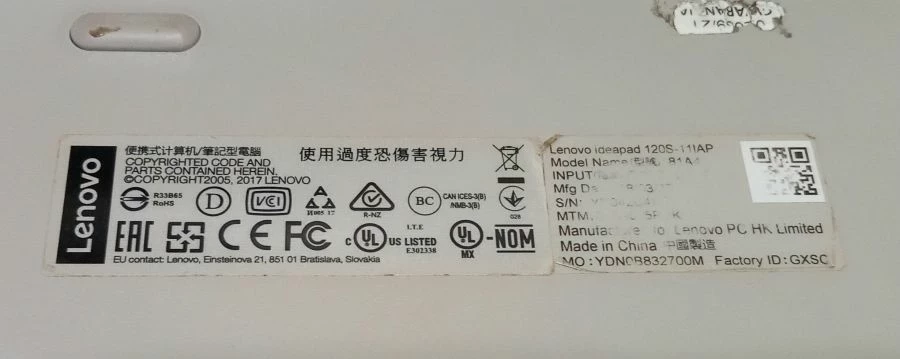 Lenovo
便携式计算机/筆記型電腦
COPYRIGHTED CODE AND
PARTS CONTAINED HEREIN.
©COPYRIGHT2005, 2017 LENOVO
使用過度恐傷害視力
R33B65
RoHS
D
VCI
R-NZ
BC
CAN ICES-3(B)
/NMB-3(B)
028
EAC CE FC
I.T.E
c UL US LISTED
E302338
UL
MX
-NOM
EU contact: Lenovo, Einsteinova 21, 851 01 Bratislava, Slovakia
Lenovo ideapad 120S-11IAP
Model Name
INPUT
Mfg
S/N:
MTM
Lenovo PC HK Limited
Made in China 中國製造
MO : YDN0B832700M Factory ID : GXSC